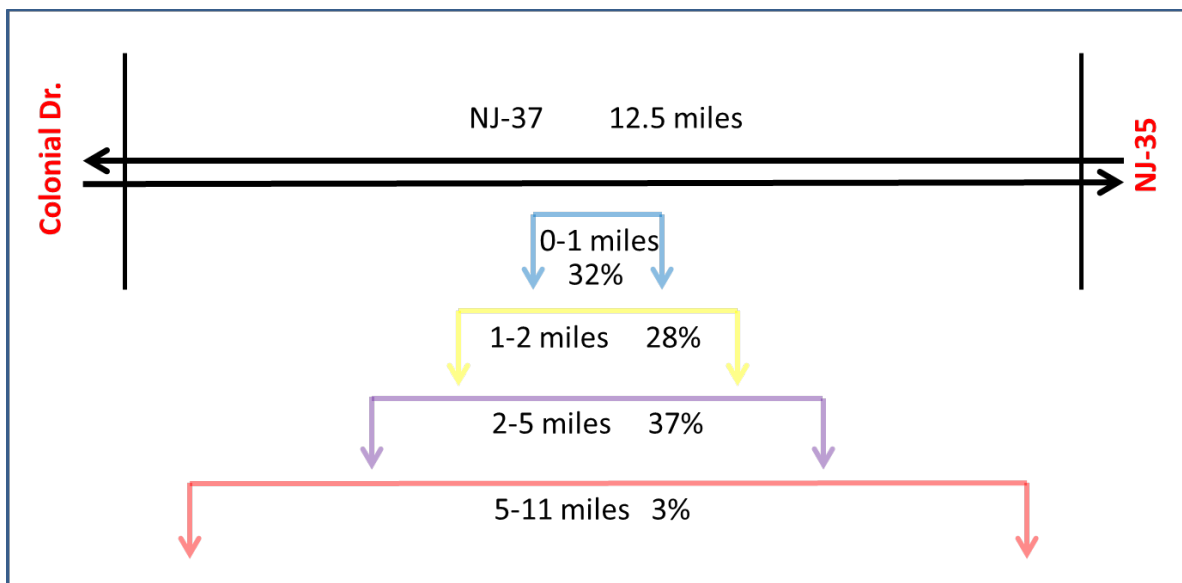 Colonial Dr.
NJ-37 12.5 miles
NJ-35
0-1 miles
32%
1-2 miles 28%
2-5 miles 37%
5-11 miles 3%